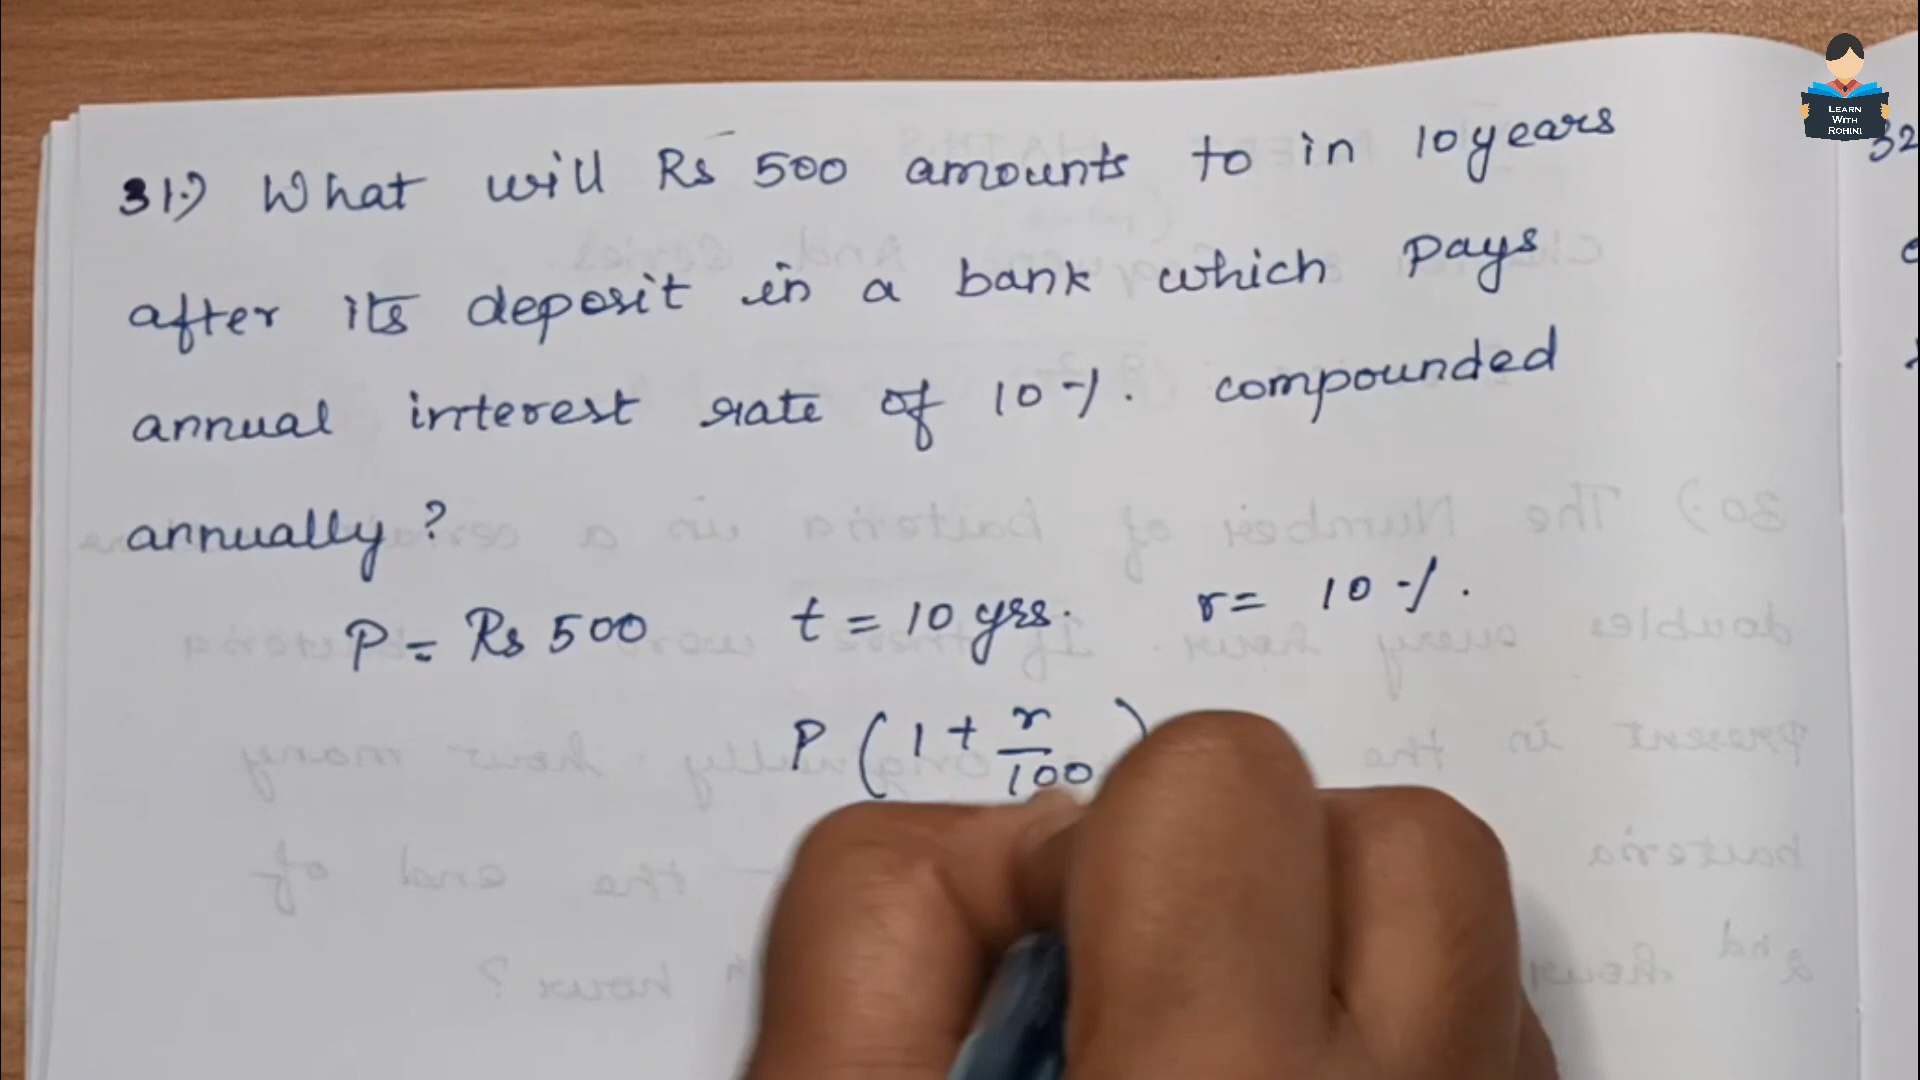 31.) What will Rs 500 amounts to in 10 years
after its deposit in a bank which pays
annual interest rate of 10 %. compounded
annually?
P = Rs 500 t = 10 yrs. r = 10 %.
P ( 1 + r/100 )
LEARN
WITH
ROHINI
32